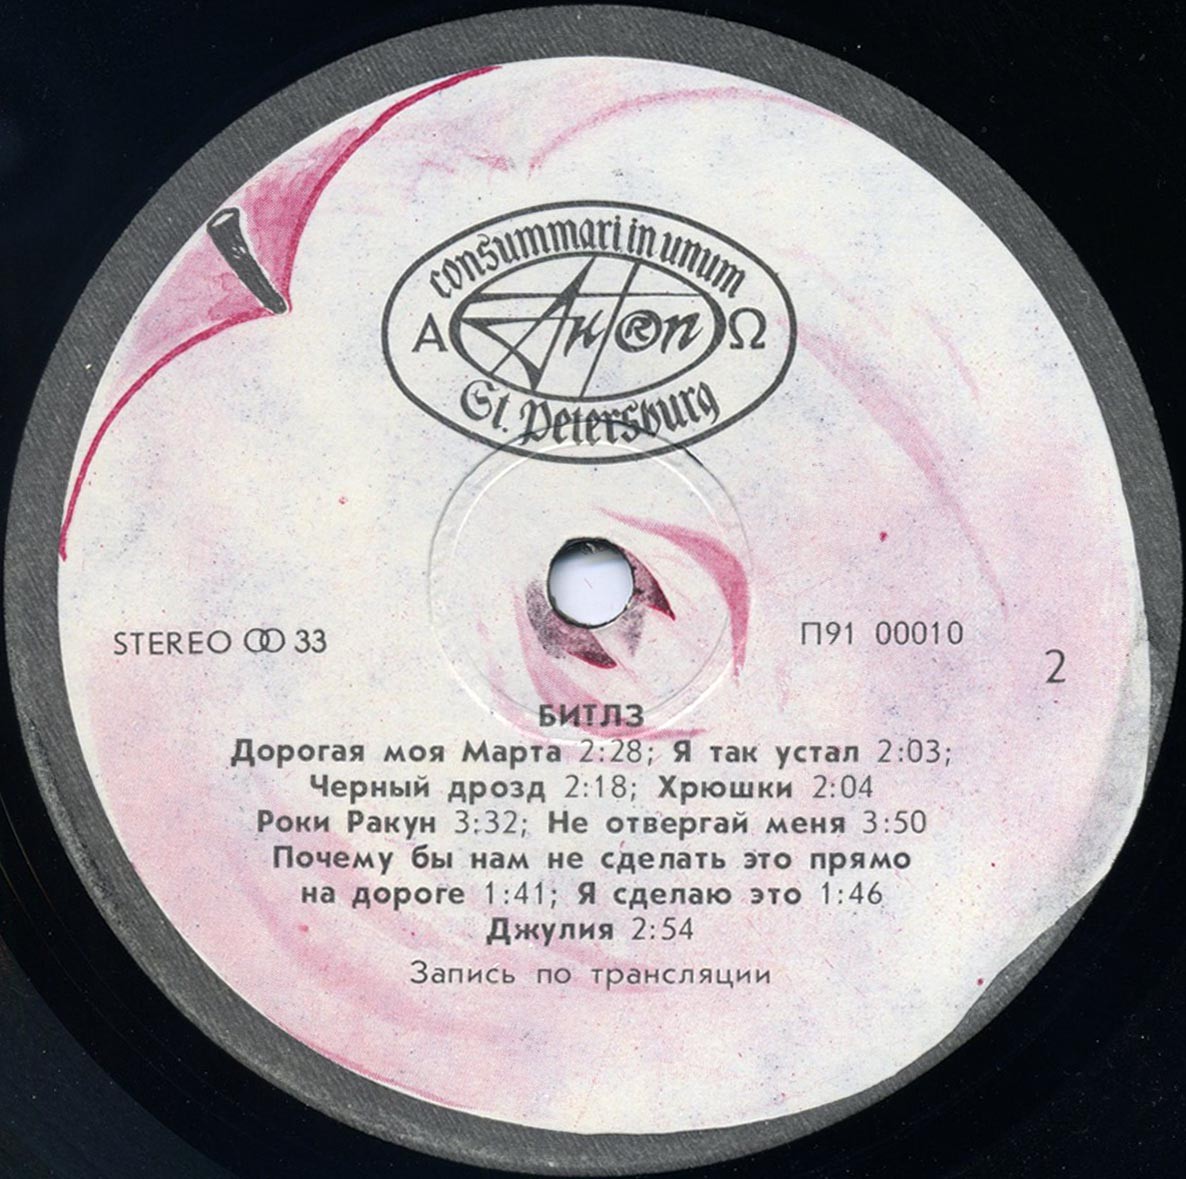 consummari in unum
Α АнTроп ® Ω
St. Petersburg
STEREO 33
П91 00010
2
БИТЛЗ
Дорогая моя Марта 2:28; Я так устал 2:03;
Черный дрозд 2:18; Хрюшки 2:04
Роки Ракун 3:32; Не отвергай меня 3:50
Почему бы нам не сделать это прямо
на дороге 1:41; Я сделаю это 1:46
Джулия 2:54
Запись по трансляции